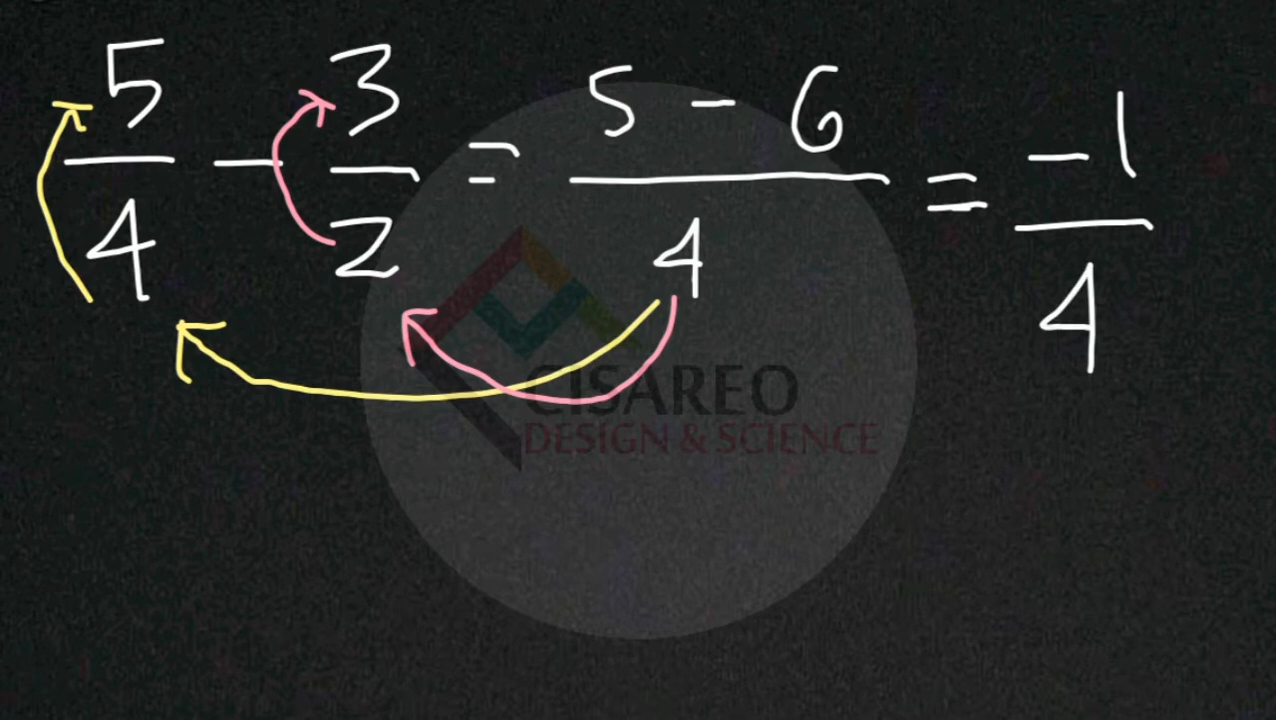 5/4 - 3/2 = 5 - 6/4 = -1/4
CISAREO
DESIGN & SCIENCE